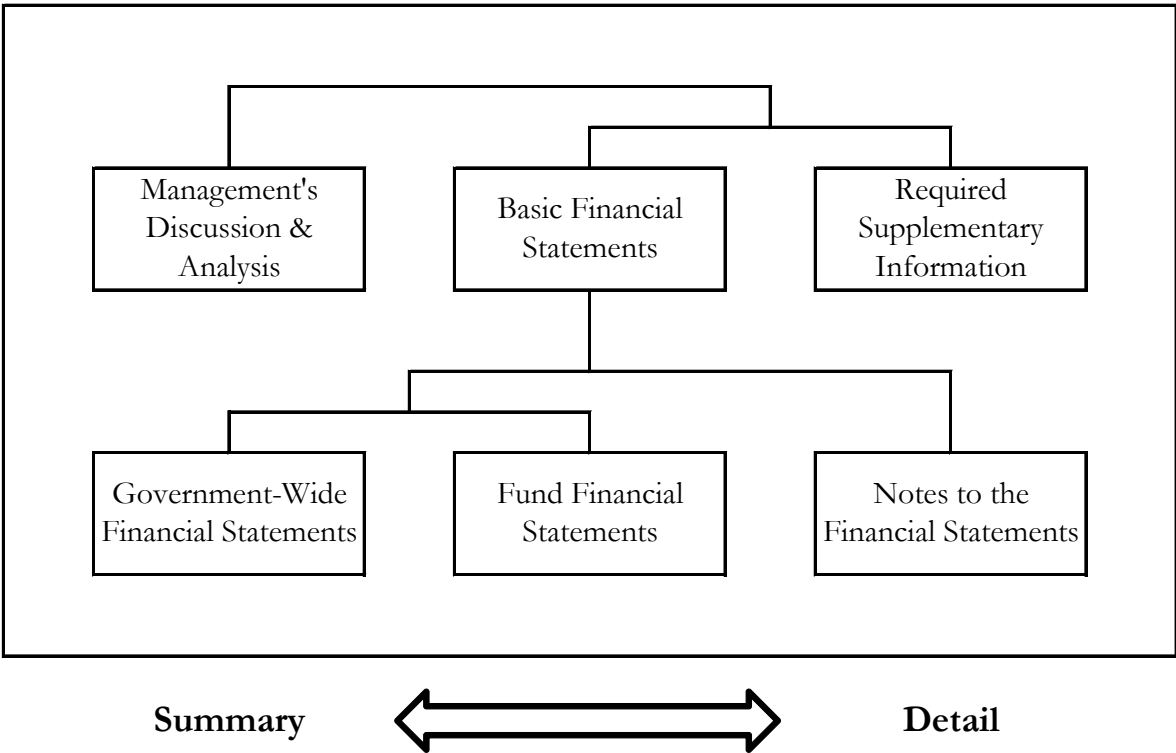 Management's
Discussion &
Analysis
Basic Financial
Statements
Required
Supplementary
Information
Government-Wide
Financial Statements
Fund Financial
Statements
Notes to the
Financial Statements
Summary
Detail